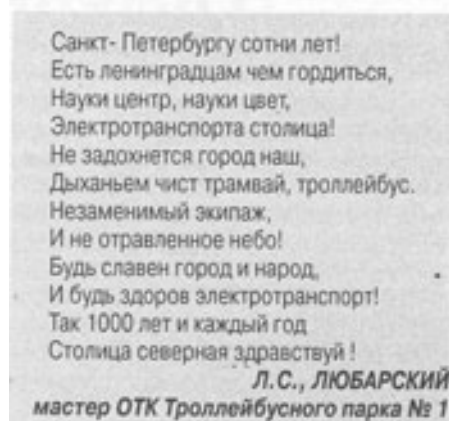 Санкт- Петербургу сотни лет!
Есть ленинградцам чем гордиться,
Науки центр, науки цвет,
Электротранспорта столица!
Не задохнется город наш,
Дыханьем чист трамвай, троллейбус.
Незаменимый экипаж,
И не отравленное небо!
Будь славен город и народ,
И будь здоров электротранспорт!
Так 1000 лет и каждый год
Столица северная здравствуй !
Л.С., ЛЮБАРСКИЙ
мастер ОТК Троллейбусного парка № 1